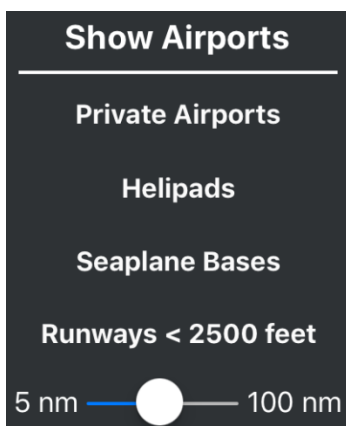 Show Airports
Private Airports
Helipads
Seaplane Bases
Runways < 2500 feet
5 nm 100 nm